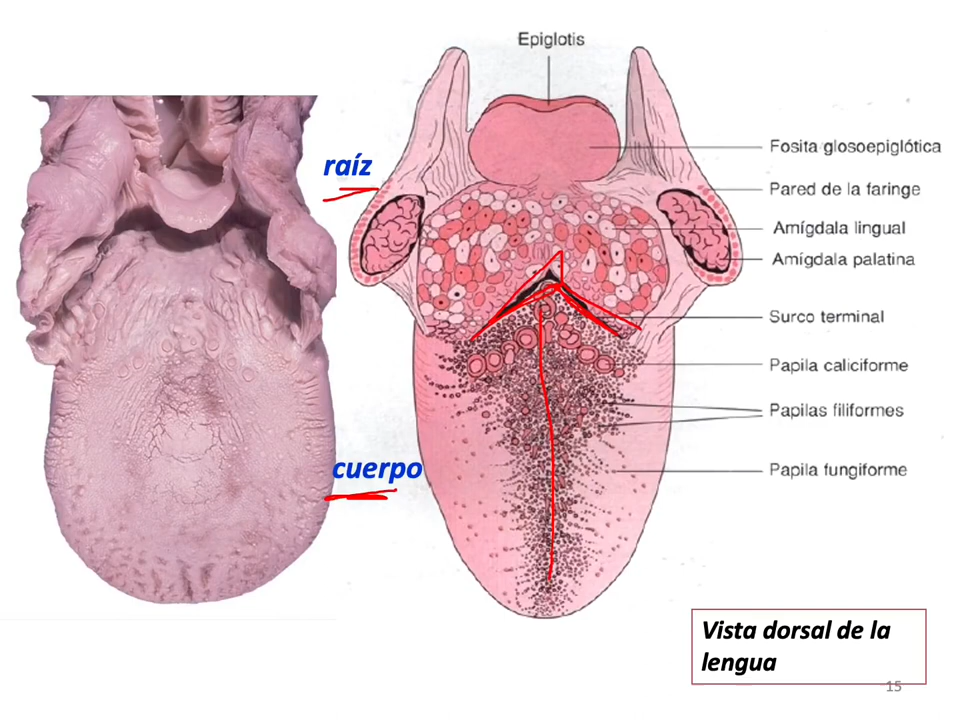 Epiglotis
raíz
Fosita glosoepiglótica
Pared de la faringe
Amígdala lingual
Amígdala palatina
Surco terminal
Papila caliciforme
Papilas filiformes
cuerpo
Papila fungiforme
Vista dorsal de la
lengua
15